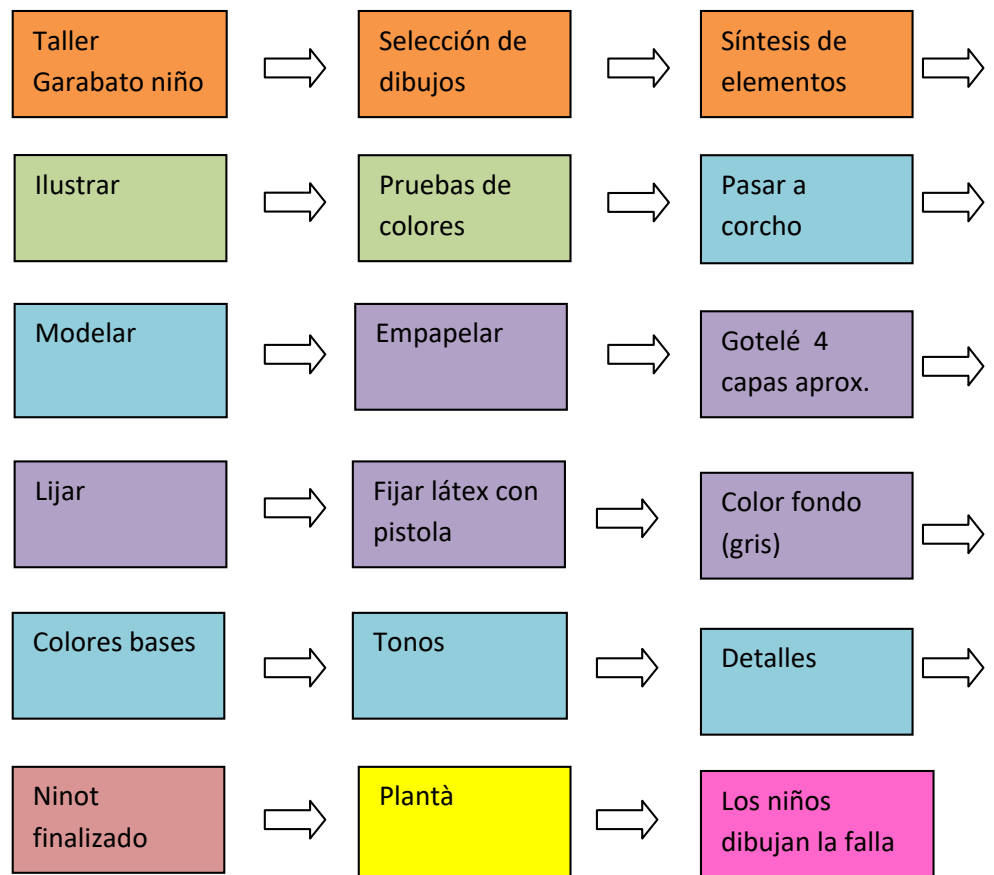 Taller
Garabato niño
Selección de
dibujos
Síntesis de
elementos
Ilustrar
Pruebas de
colores
Pasar a
corcho
Modelar
Empapelar
Gotelé 4
capas aprox.
Lijar
Fijar látex con
pistola
Color fondo
(gris)
Colores bases
Tonos
Detalles
Ninot
finalizado
Plantà
Los niños
dibujan la falla